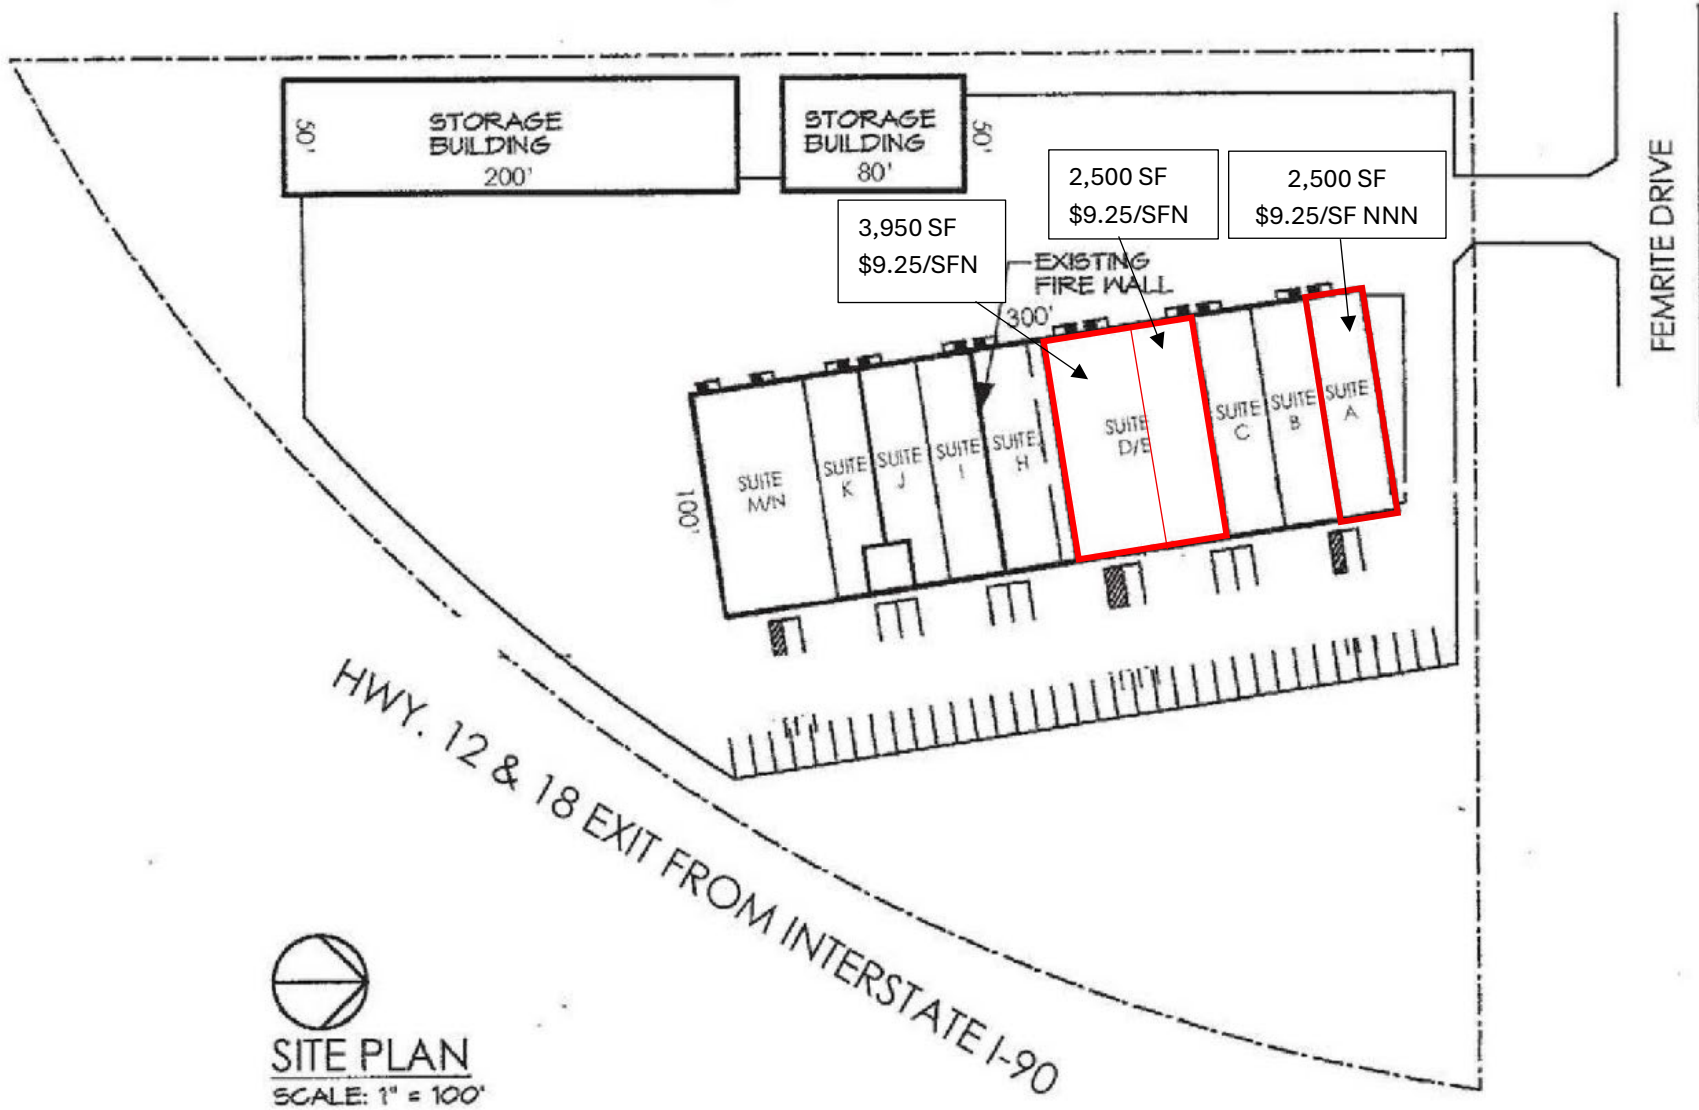 50'
STORAGE
BUILDING
200'
STORAGE
BUILDING
80'
50'
2,500 SF
$9.25/SFN
2,500 SF
$9.25/SF NNN
3,950 SF
$9.25/SFN
EXISTING
FIRE WALL
300'
FEMRITE DRIVE
100'
SUITE
M/N
SUITE
K
SUITE
J
SUITE
I
SUITE
H
SUITE
D/E
SUITE
C
SUITE
B
SUITE
A
HWY. 12 & 18 EXIT FROM INTERSTATE I-90
SITE PLAN
SCALE: 1" = 100'